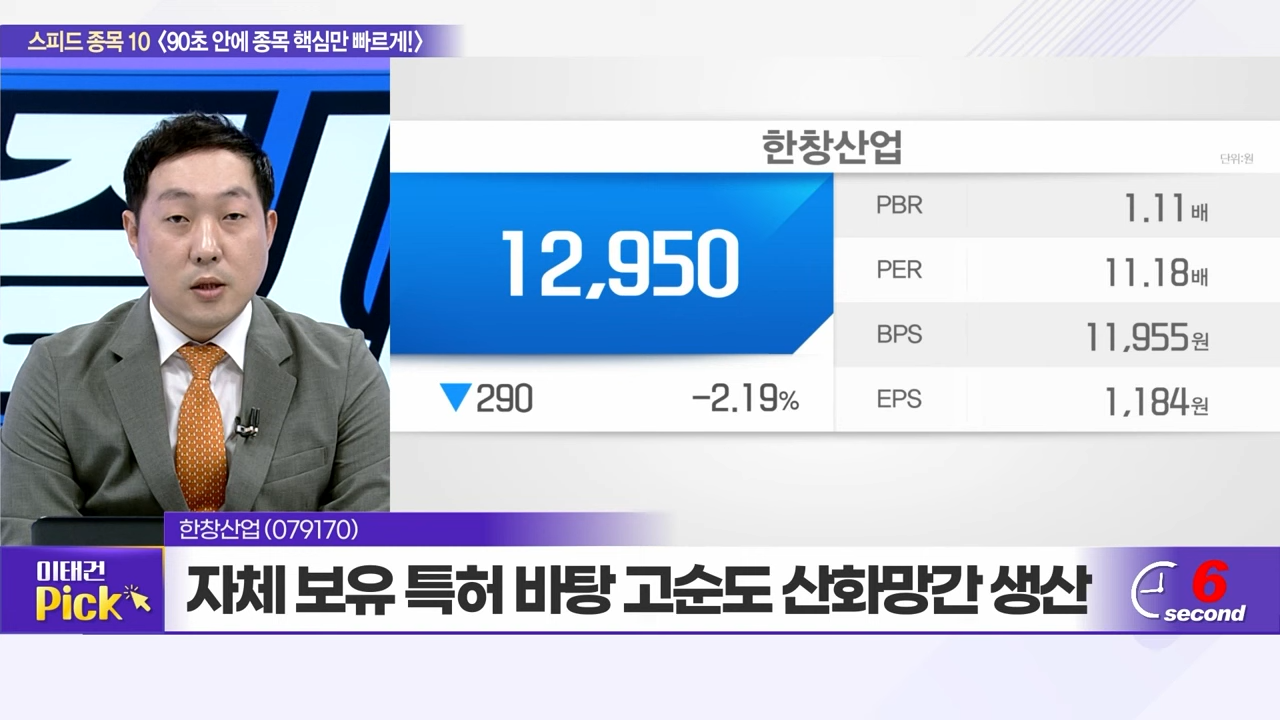 스피드 종목 10 〈90초 안에 종목 핵심만 빠르게!〉
한창산업
단위:원
12,950
▼290 -2.19%
PBR 1.11배
PER 11.18배
BPS 11,955원
EPS 1,184원
한창산업 (079170)
이태건
Pick
자체 보유 특허 바탕 고순도 산화망간 생산
6
second